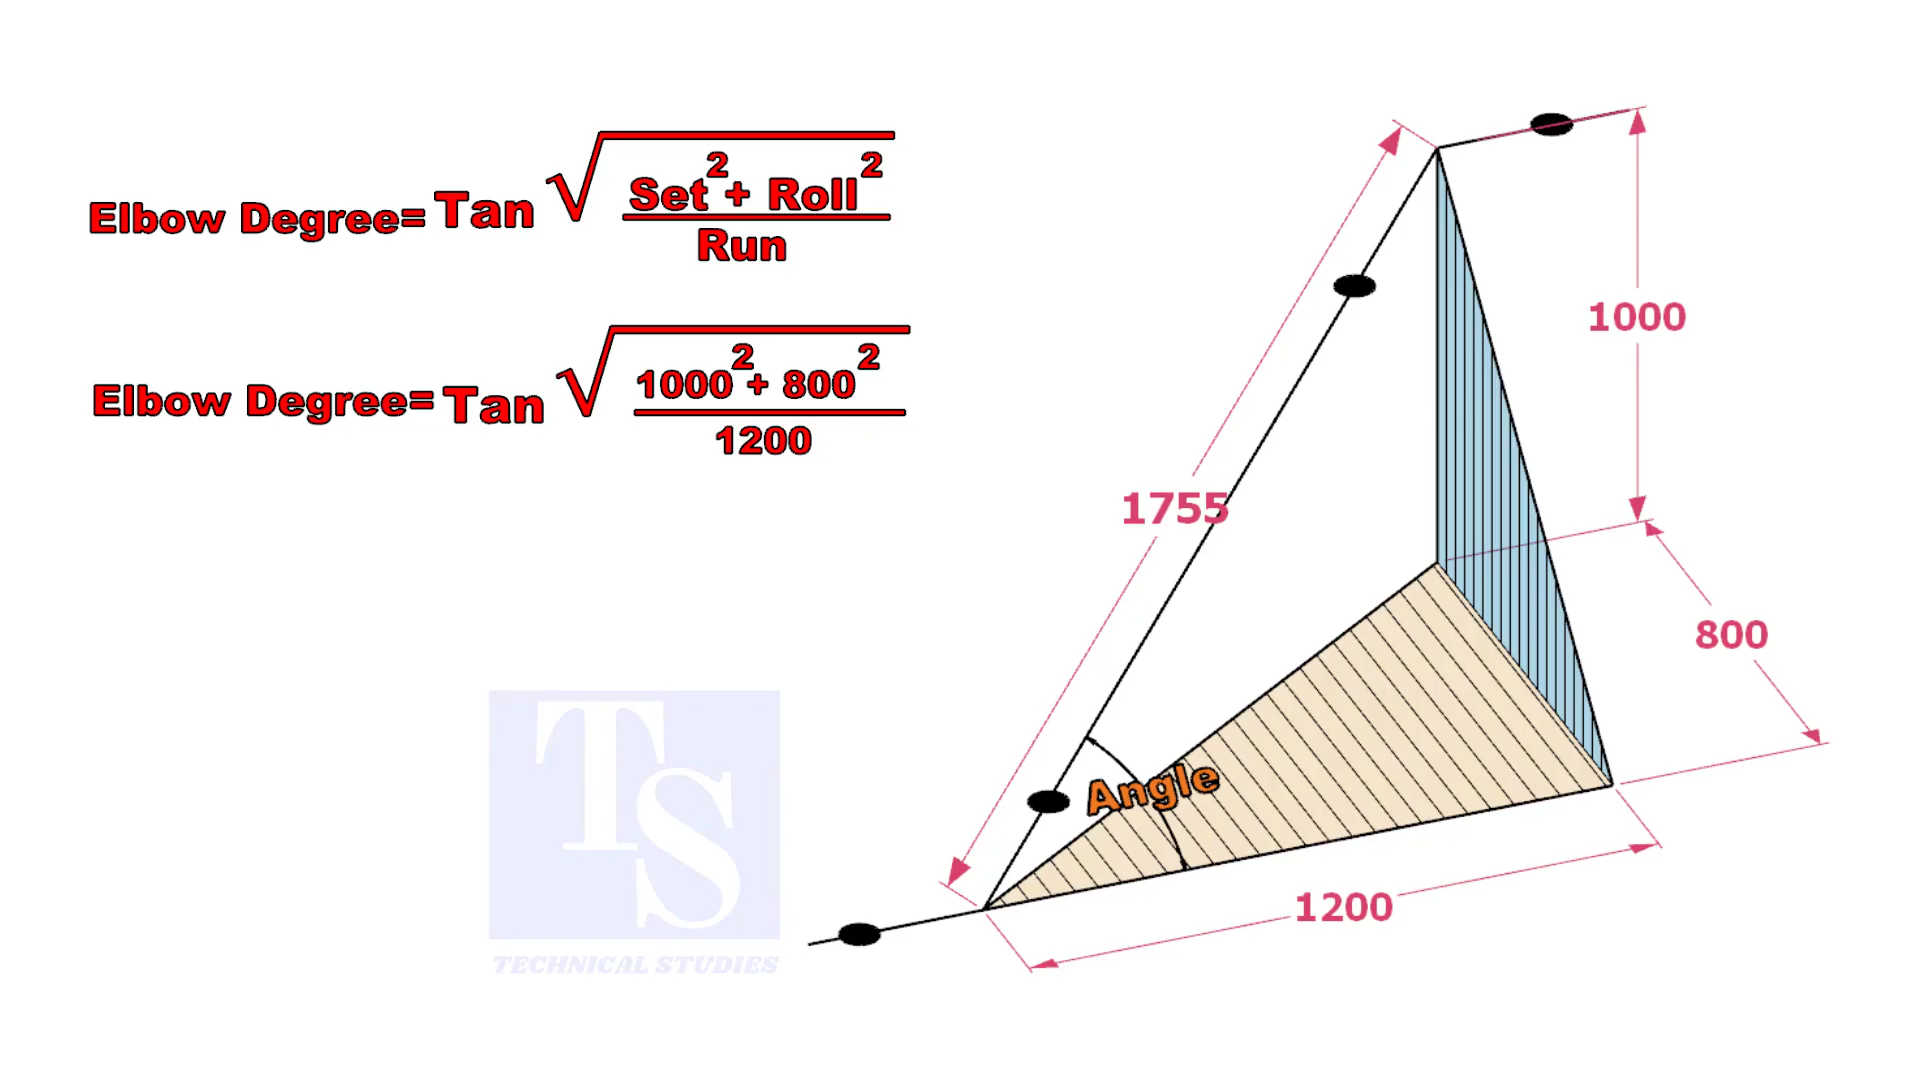 Elbow Degree= Tan √ Set²+ Roll²
Run
Elbow Degree= Tan √ 1000²+ 800²
1200
1000
1755
800
Angle
1200
TS
TECHNICAL STUDIES